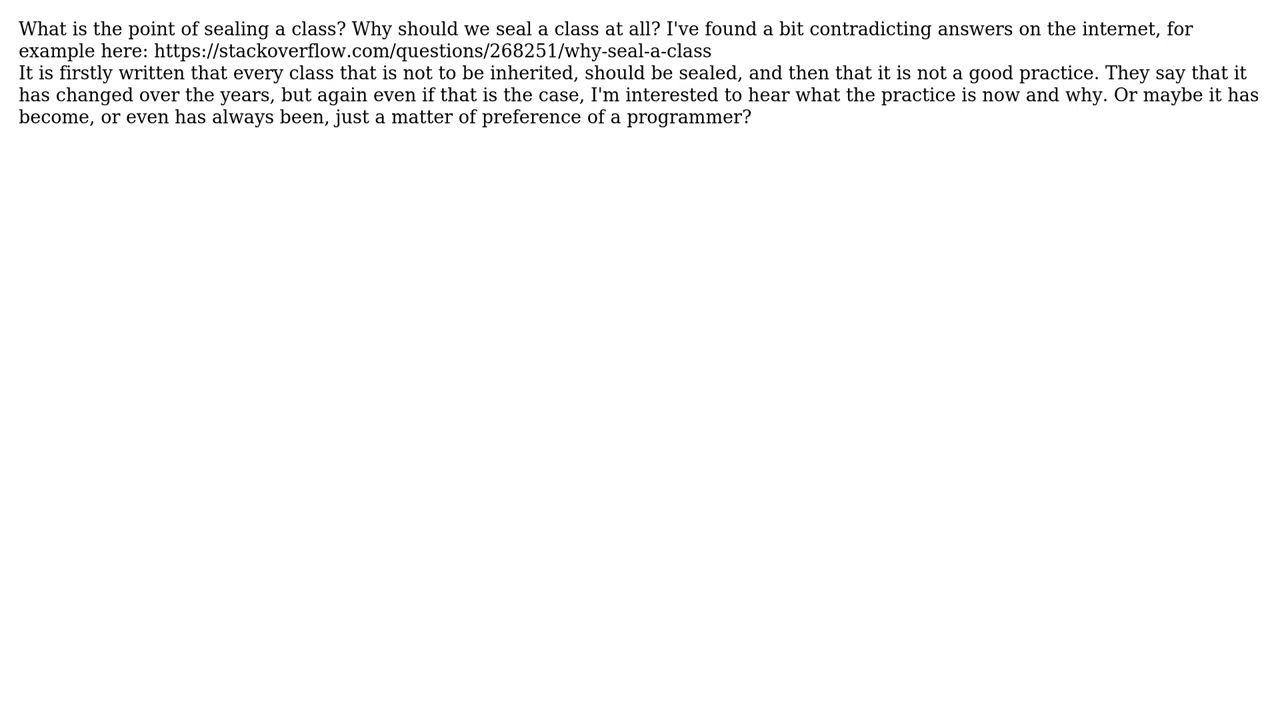 What is the point of sealing a class? Why should we seal a class at all? I've found a bit contradicting answers on the internet, for
example here: https://stackoverflow.com/questions/268251/why-seal-a-class
It is firstly written that every class that is not to be inherited, should be sealed, and then that it is not a good practice. They say that it
has changed over the years, but again even if that is the case, I'm interested to hear what the practice is now and why. Or maybe it has
become, or even has always been, just a matter of preference of a programmer?